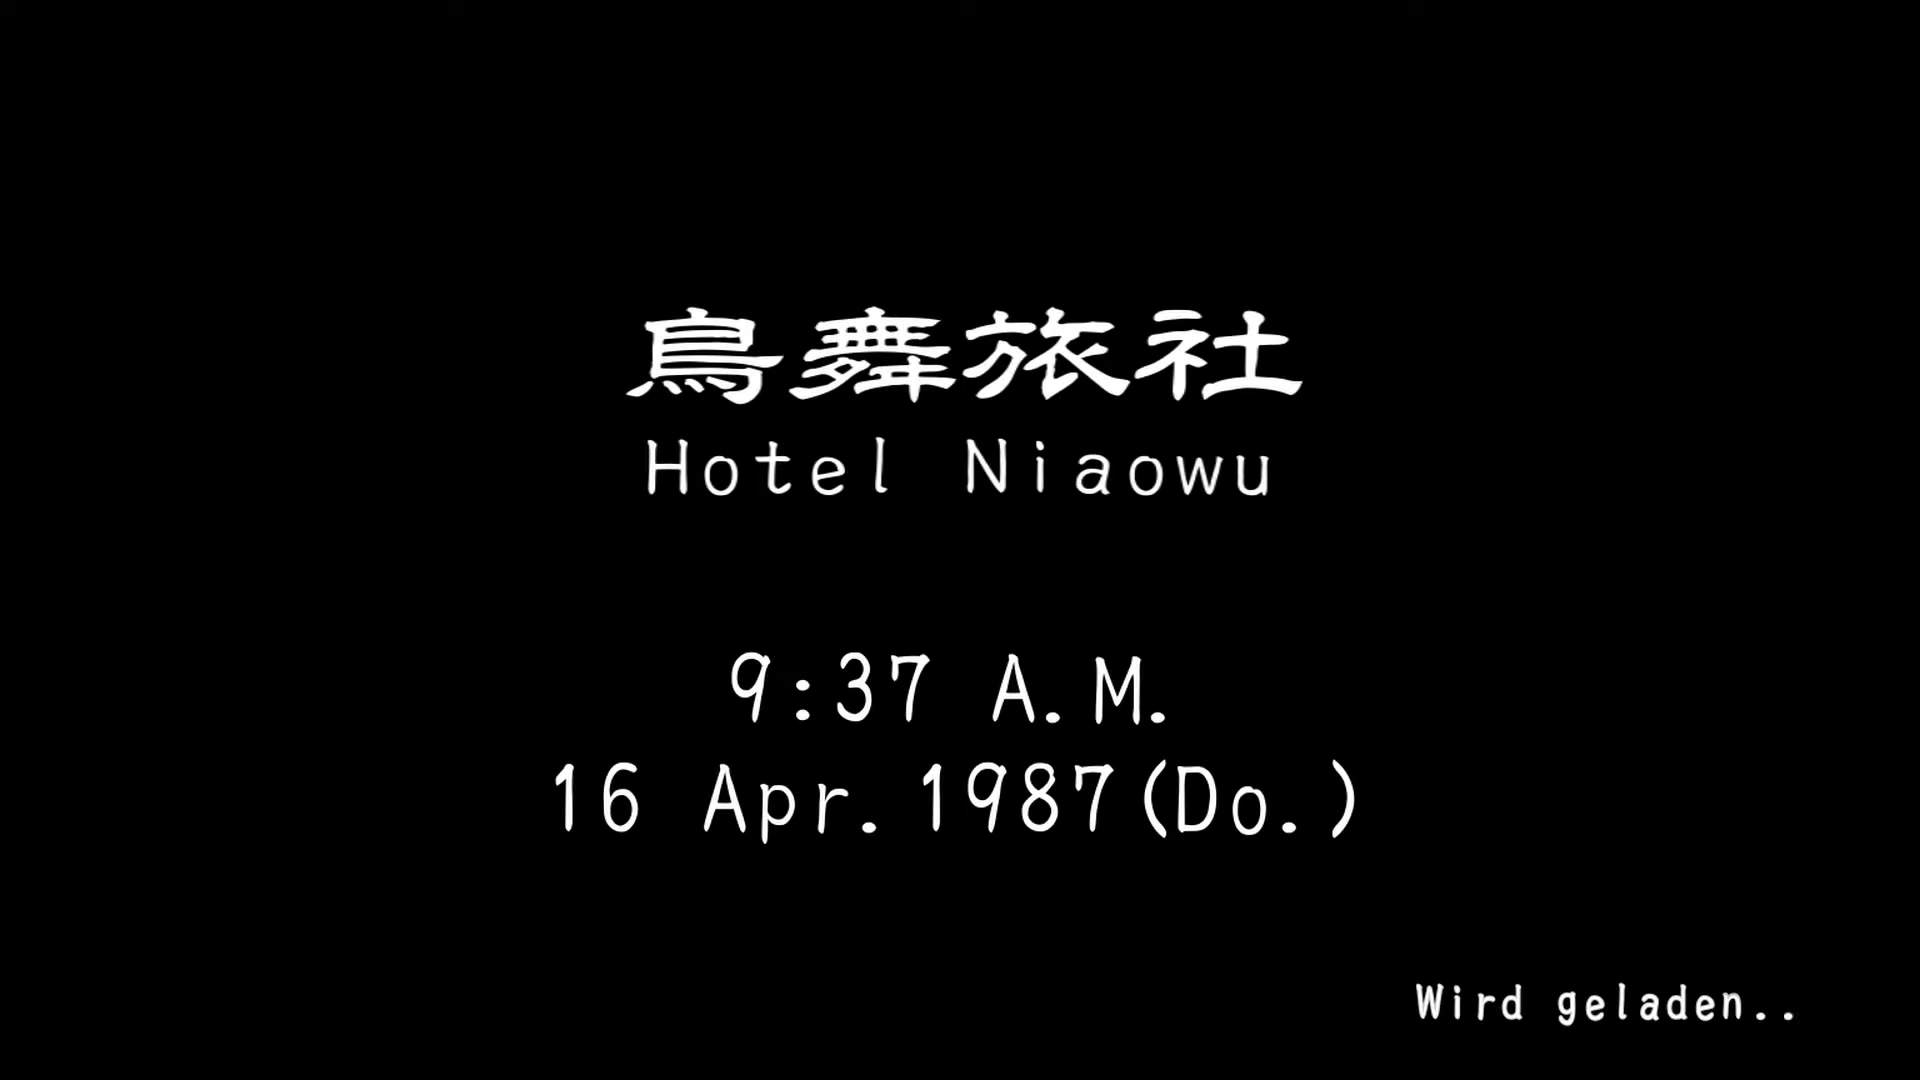 鳥舞旅社
Hotel Niaowu
9:37 A.M.
16 Apr.1987(Do.)
Wird geladen..